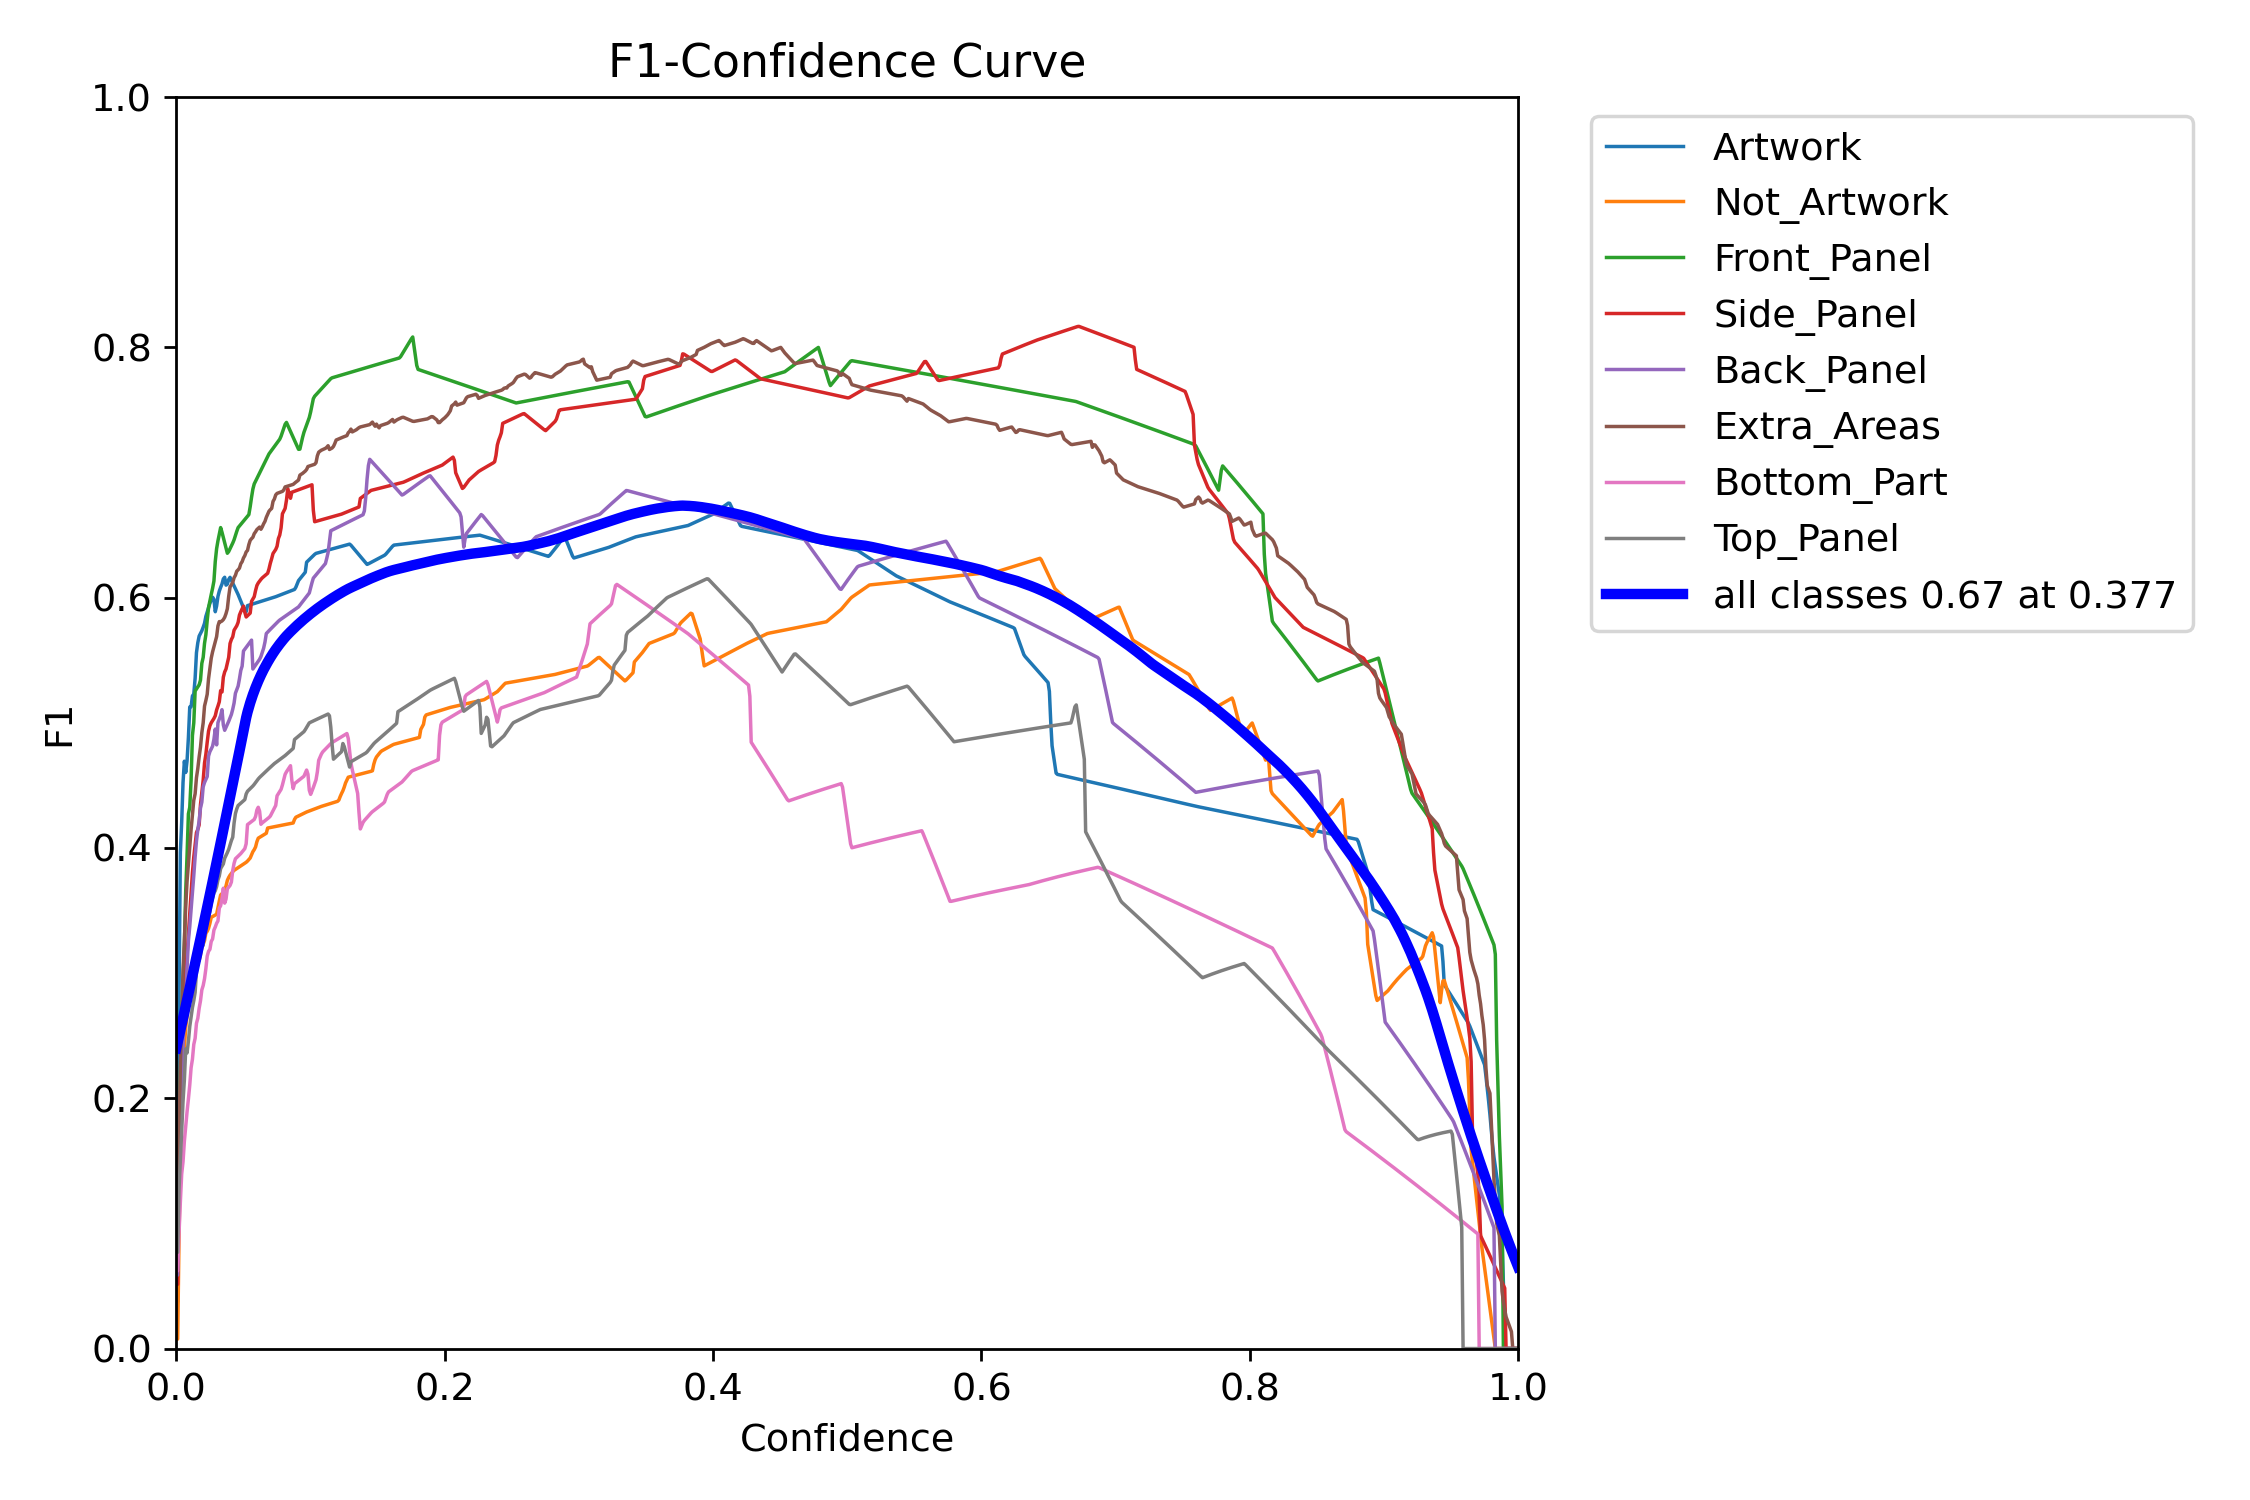 F1-Confidence Curve
1.0
0.8
0.6
0.4
0.2
0.0
F1
0.0 0.2 0.4 0.6 0.8 1.0
Confidence
Artwork
Not_Artwork
Front_Panel
Side_Panel
Back_Panel
Extra_Areas
Bottom_Part
Top_Panel
all classes 0.67 at 0.377